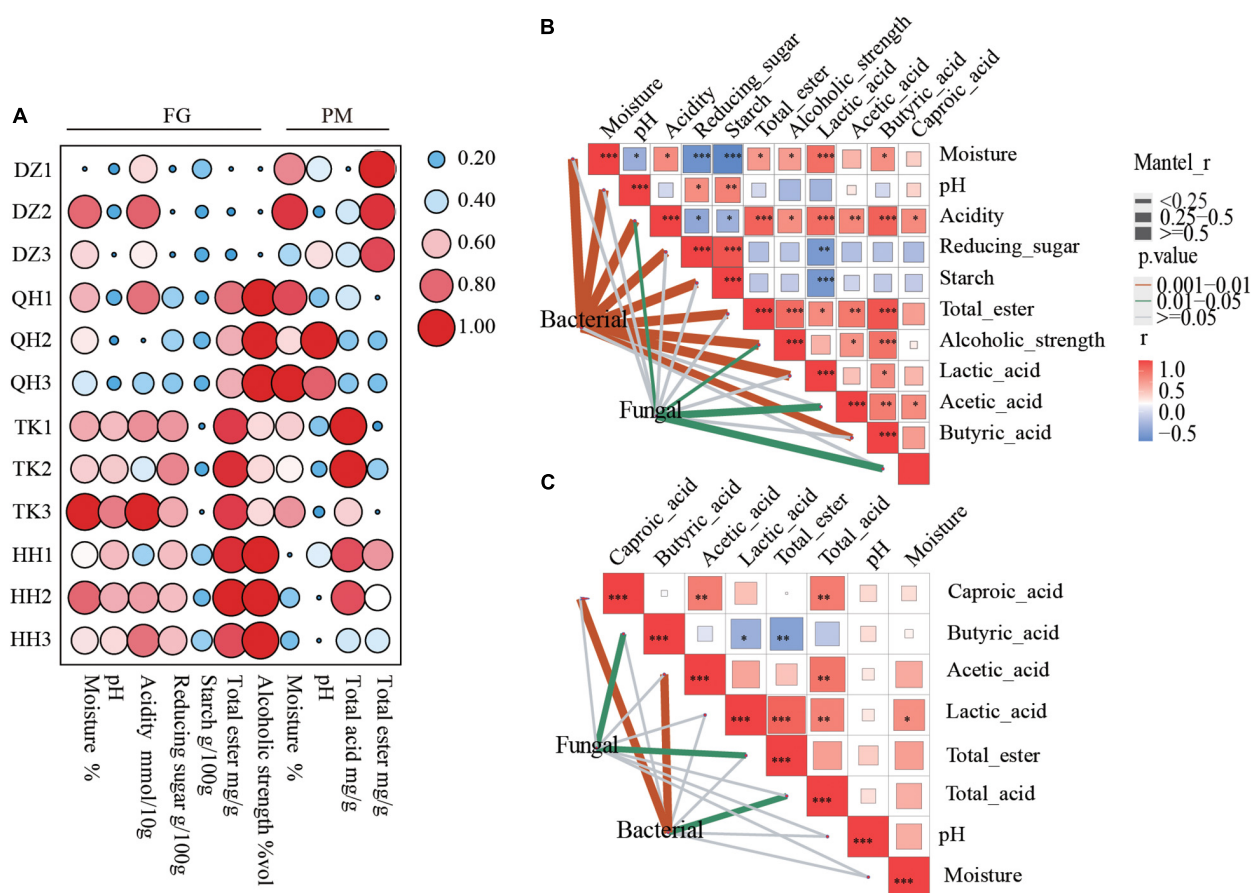 A
FG
PM
DZ1
DZ2
DZ3
QH1
QH2
QH3
TK1
TK2
TK3
HH1
HH2
HH3
Moisture %
pH
Acidity mmol/10g
Reducing sugar g/100g
Starch g/100g
Total ester mg/g
Alcoholic strength %vol
Moisture %
pH
Total acid mg/g
Total ester mg/g
0.20
0.40
0.60
0.80
1.00
B
Moisture
pH
Acidity
Reducing_sugar
Starch
Total_ester
Alcoholic_strength
Lactic_acid
Acetic_acid
Butyric_acid
Caproic_acid
*** * * *** *** * * *** *
Moisture
*** * **
pH
*** * * *** * *** ** *** *
Acidity
*** *** **
Reducing_sugar
*** ***
Starch
*** *** * ** ***
Total_ester
*** * ***
Alcoholic_strength
*** *
Lactic_acid
*** ** *
Acetic_acid
***
Butyric_acid
Bacterial
Fungal
Mantel_r
<0.25
0.25−0.5
>=0.5
p.value
0.001−0.01
0.01−0.05
>=0.05
r
1.0
0.5
0.0
−0.5
C
Caproic_acid
Butyric_acid
Acetic_acid
Lactic_acid
Total_ester
Total_acid
pH
Moisture
*** ** **
Caproic_acid
*** * **
Butyric_acid
*** **
Acetic_acid
*** *** ** *
Lactic_acid
***
Total_ester
***
Total_acid
***
pH
***
Moisture
Fungal
Bacterial